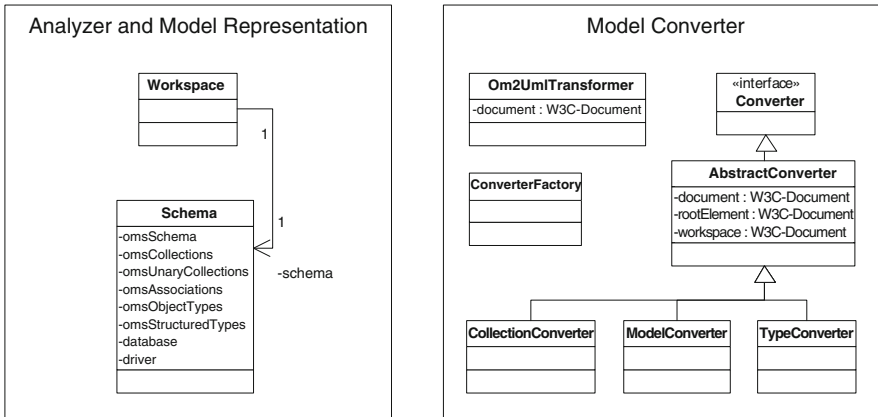 Analyzer and Model Representation
Workspace
1
1
-schema
Schema
-omsSchema
-omsCollections
-omsUnaryCollections
-omsAssociations
-omsObjectTypes
-omsStructuredTypes
-database
-driver
Model Converter
Om2UmlTransformer
-document : W3C-Document
«interface»
Converter
ConverterFactory
AbstractConverter
-document : W3C-Document
-rootElement : W3C-Document
-workspace : W3C-Document
CollectionConverter
ModelConverter
TypeConverter